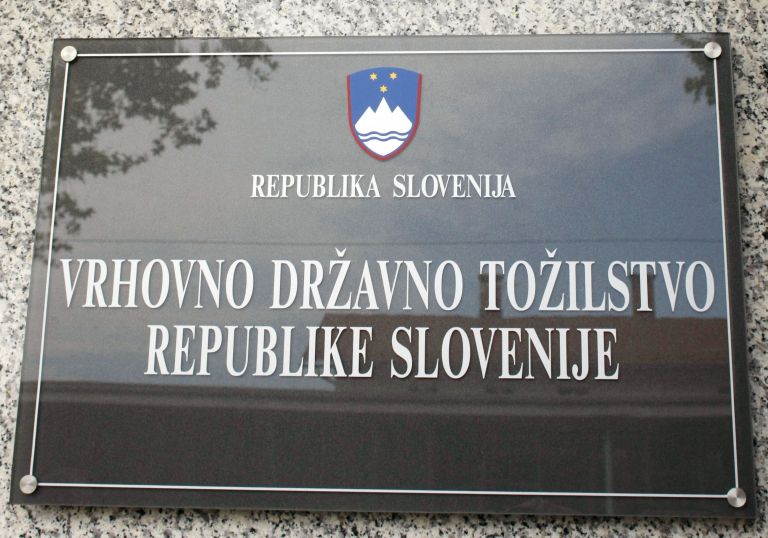 REPUBLIKA SLOVENIJA
VRHOVNO DRŽAVNO TOŽILSTVO
REPUBLIKE SLOVENIJE